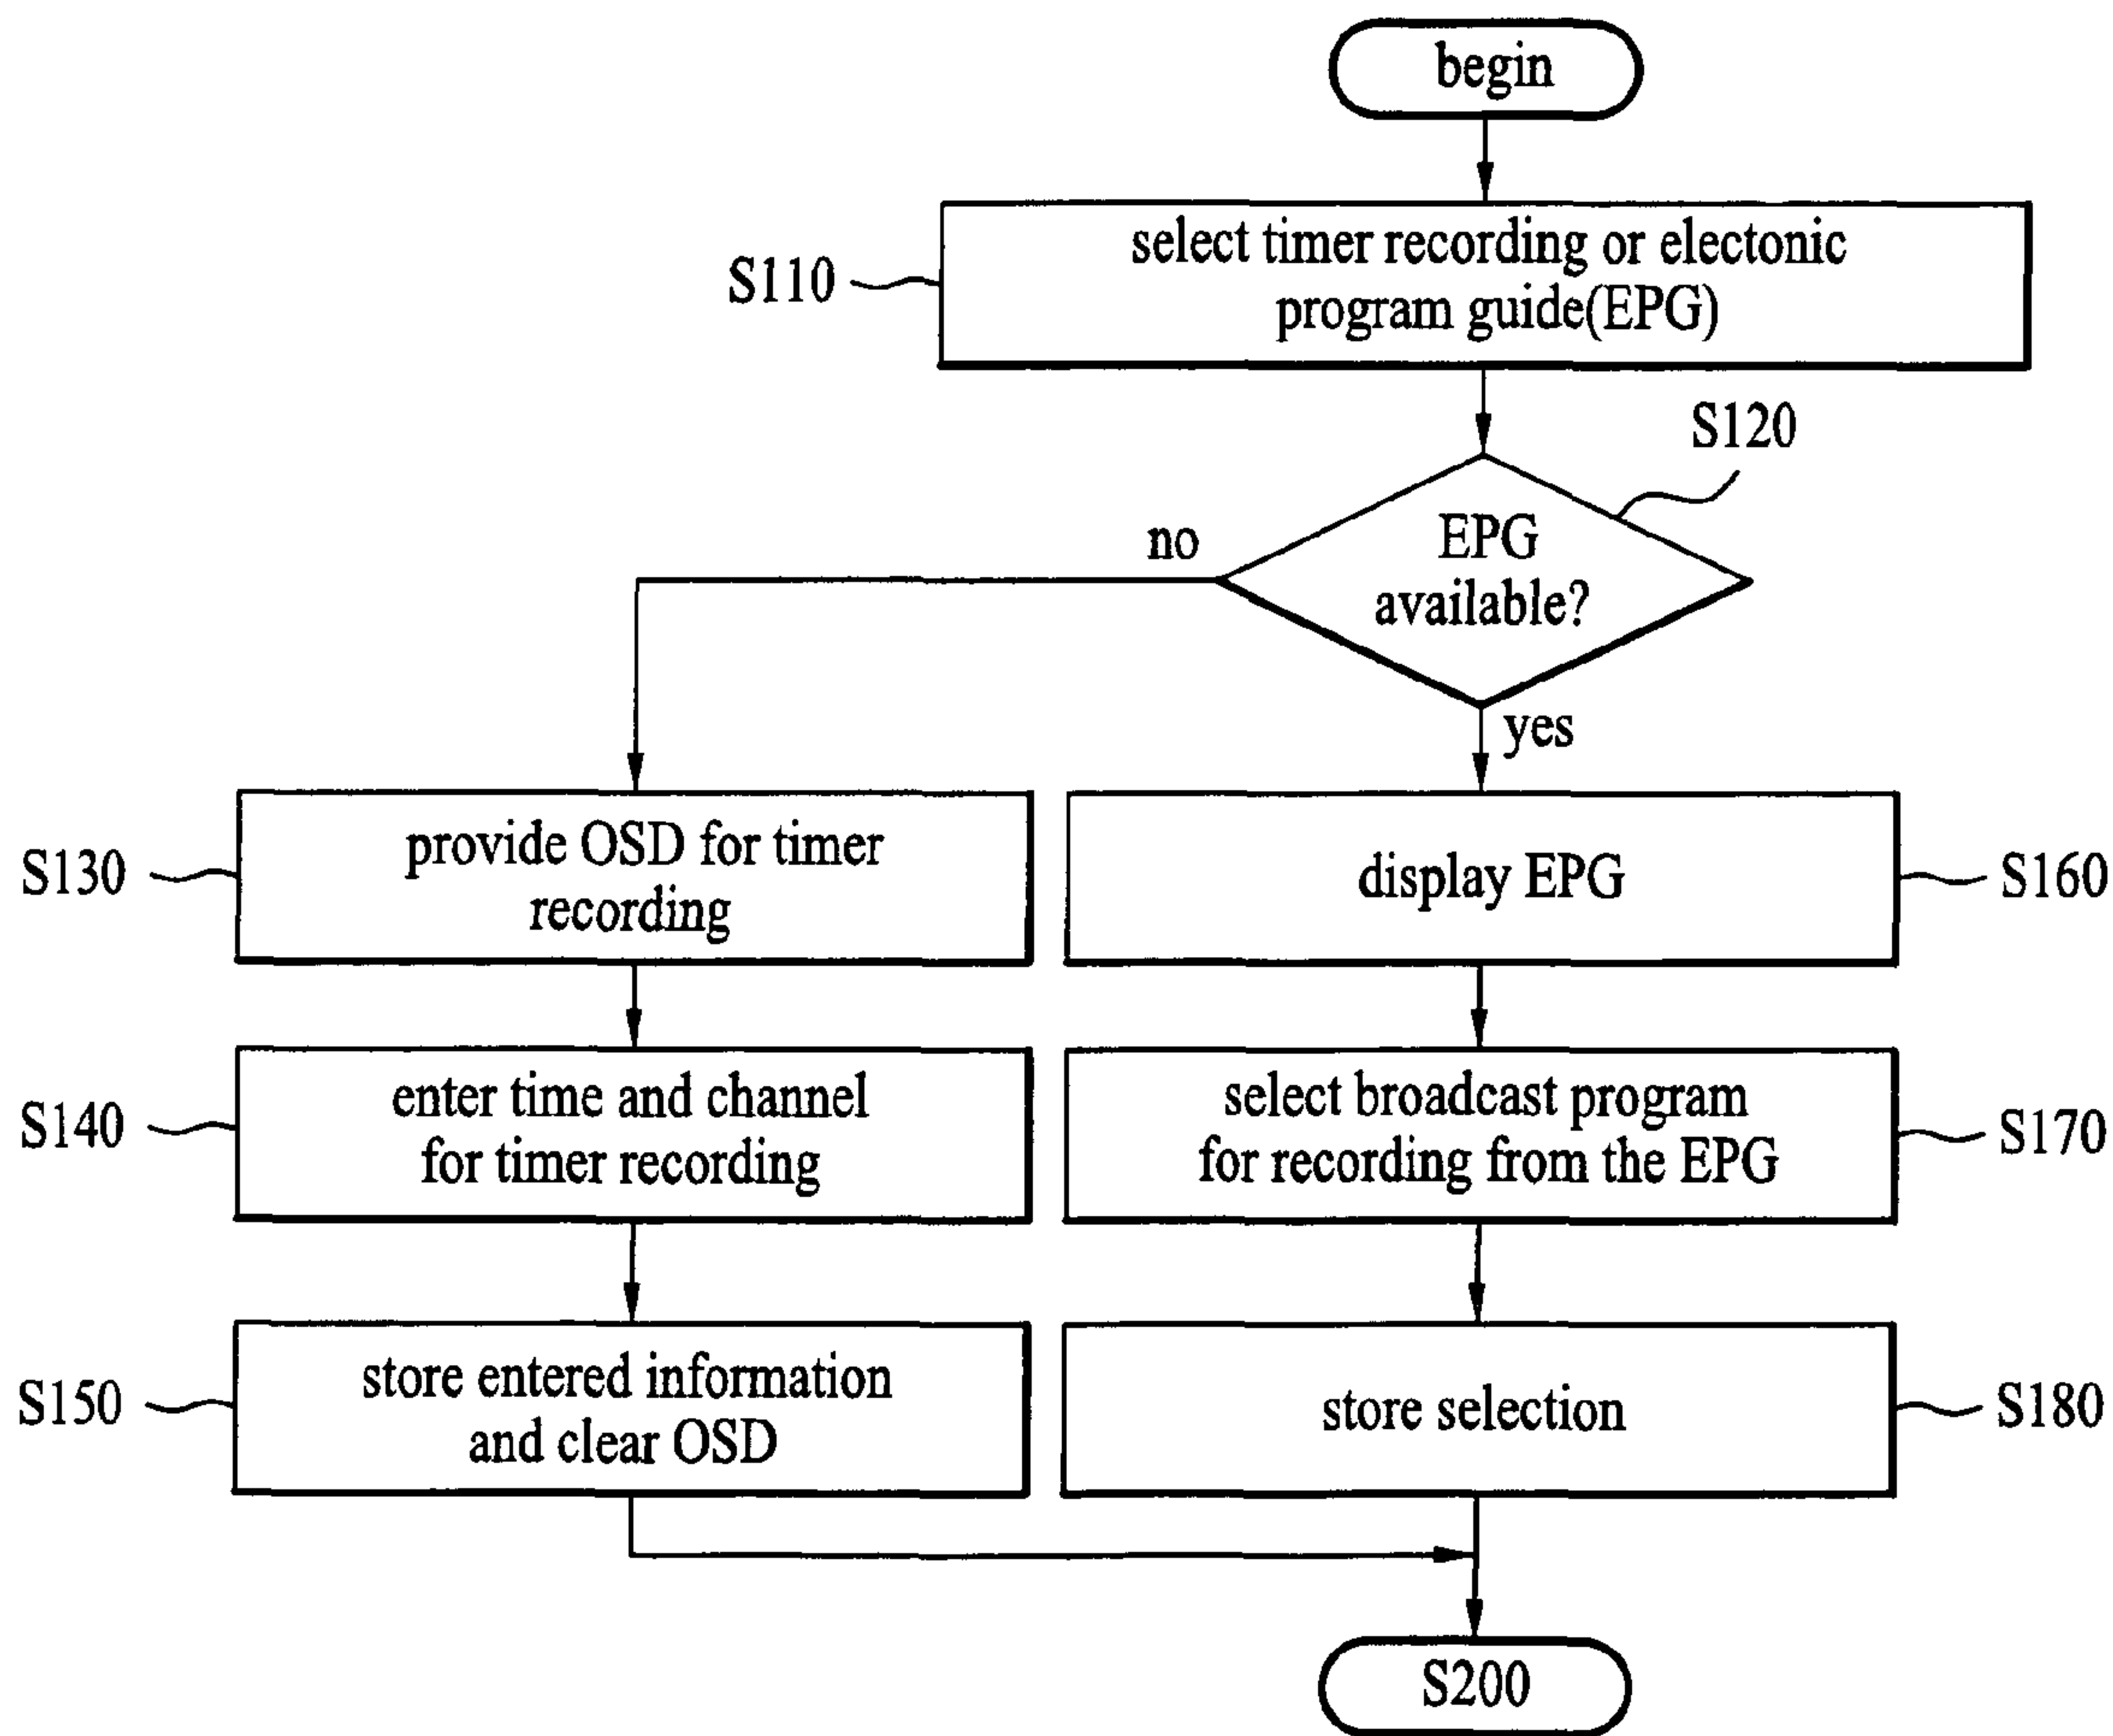 begin
S110
select timer recording or electonic
program guide(EPG)
S120
EPG
available?
no
yes
S130
provide OSD for timer
recording
display EPG
S160
S140
enter time and channel
for timer recording
select broadcast program
for recording from the EPG
S170
S150
store entered information
and clear OSD
store selection
S180
S200